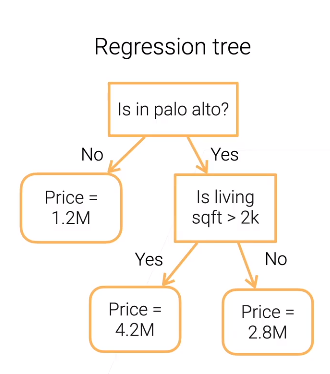 Regression tree
Is in palo alto?
No
Yes
Price =
1.2M
Is living
sqft > 2k
Yes
No
Price =
4.2M
Price =
2.8M